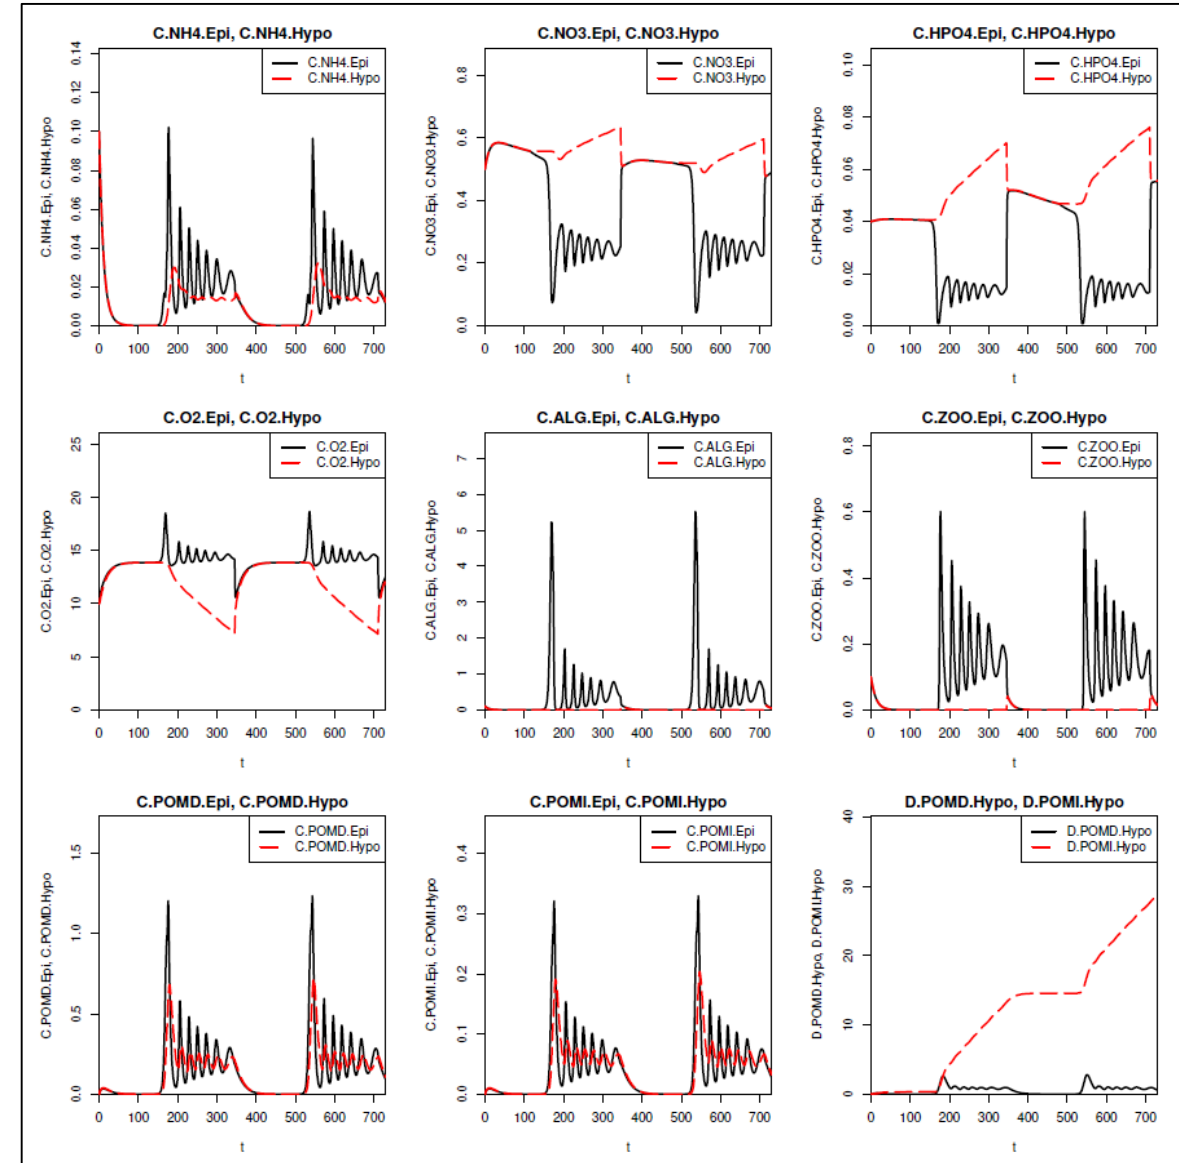 C.NH4.Epi, C.NH4.Hypo
C.NH4.Epi, C.NH4.Hypo
0.00 0.02 0.04 0.06 0.08 0.10 0.12 0.14
C.NH4.Epi
C.NH4.Hypo
0 100 200 300 400 500 600 700
t
C.NO3.Epi, C.NO3.Hypo
C.NO3.Epi, C.NO3.Hypo
0.0 0.2 0.4 0.6 0.8
C.NO3.Epi
C.NO3.Hypo
0 100 200 300 400 500 600 700
t
C.HPO4.Epi, C.HPO4.Hypo
C.HPO4.Epi, C.HPO4.Hypo
0.00 0.02 0.04 0.06 0.08 0.10
C.HPO4.Epi
C.HPO4.Hypo
0 100 200 300 400 500 600 700
t
C.O2.Epi, C.O2.Hypo
C.O2.Epi, C.O2.Hypo
0 5 10 15 20 25
C.O2.Epi
C.O2.Hypo
0 100 200 300 400 500 600 700
t
C.ALG.Epi, C.ALG.Hypo
C.ALG.Epi, C.ALG.Hypo
0 1 2 3 4 5 6 7
C.ALG.Epi
C.ALG.Hypo
0 100 200 300 400 500 600 700
t
C.ZOO.Epi, C.ZOO.Hypo
C.ZOO.Epi, C.ZOO.Hypo
0.0 0.2 0.4 0.6 0.8
C.ZOO.Epi
C.ZOO.Hypo
0 100 200 300 400 500 600 700
t
C.POMD.Epi, C.POMD.Hypo
C.POMD.Epi, C.POMD.Hypo
0.0 0.5 1.0 1.5
C.POMD.Epi
C.POMD.Hypo
0 100 200 300 400 500 600 700
t
C.POMI.Epi, C.POMI.Hypo
C.POMI.Epi, C.POMI.Hypo
0.0 0.1 0.2 0.3 0.4
C.POMI.Epi
C.POMI.Hypo
0 100 200 300 400 500 600 700
t
D.POMD.Hypo, D.POMI.Hypo
D.POMD.Hypo, D.POMI.Hypo
0 10 20 30 40
D.POMD.Hypo
D.POMI.Hypo
0 100 200 300 400 500 600 700
t